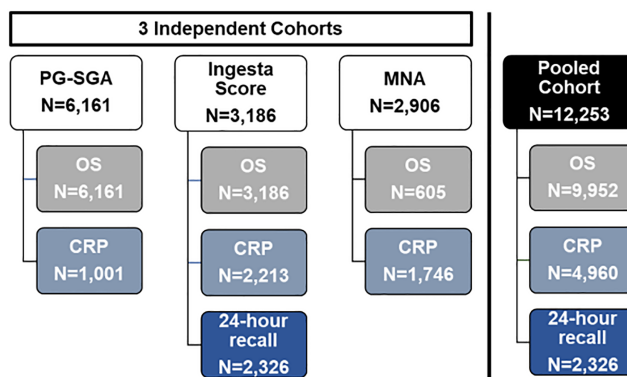 3 Independent Cohorts
PG-SGA
N=6,161
OS
N=6,161
CRP
N=1,001
Ingesta
Score
N=3,186
OS
N=3,186
CRP
N=2,213
24-hour
recall
N=2,326
MNA
N=2,906
OS
N=605
CRP
N=1,746
Pooled
Cohort
N=12,253
OS
N=9,952
CRP
N=4,960
24-hour
recall
N=2,326